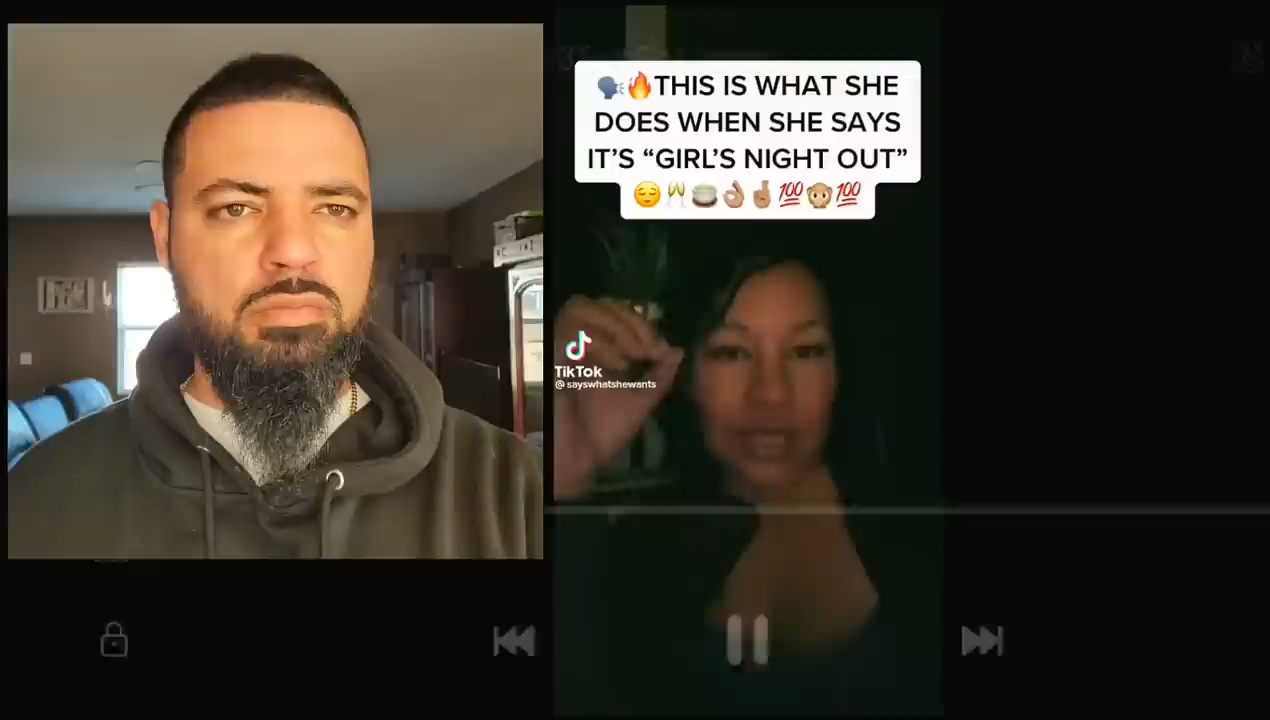 🗣️🔥THIS IS WHAT SHE
DOES WHEN SHE SAYS
IT’S “GIRL’S NIGHT OUT”
😌🥂🍵👌🏽🤞🏽💯🙊💯
TikTok
@sayswhatshewants